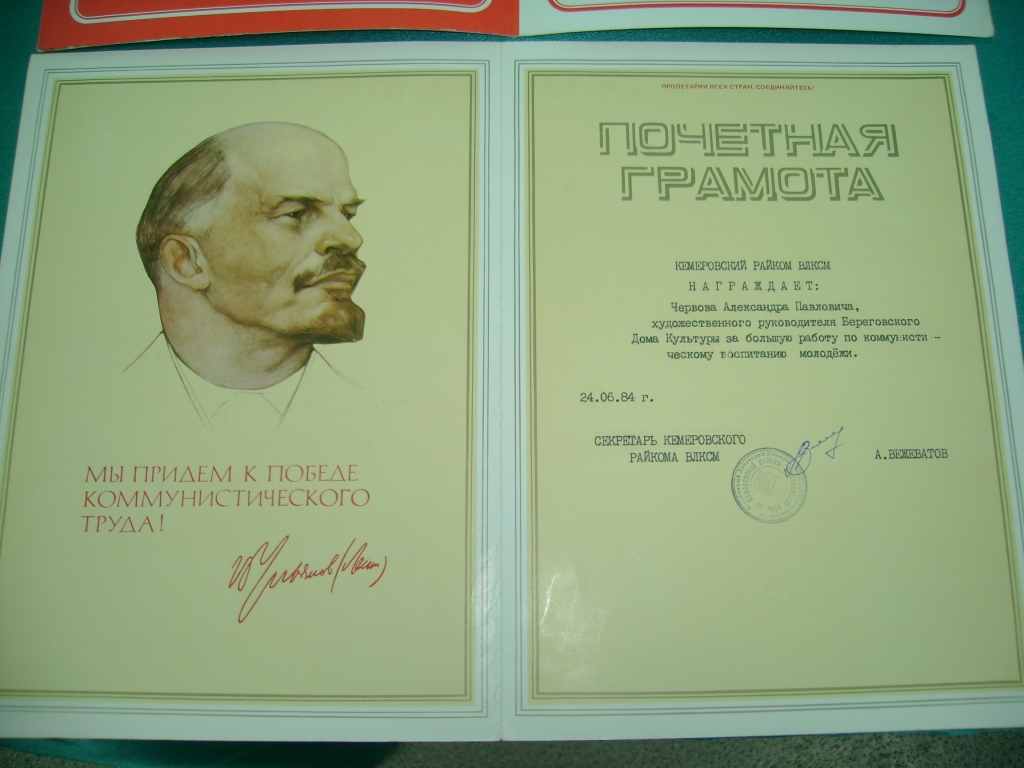 МЫ ПРИДЕМ К ПОБЕДЕ
КОММУНИСТИЧЕСКОГО
ТРУДА!
В Ульянов (Ленин)
ПРОЛЕТАРИИ ВСЕХ СТРАН, СОЕДИНЯЙТЕСЬ!
ПОЧЕТНАЯ
ГРАМОТА
КЕМЕРОВСКИЙ РАЙКОМ ВЛКСМ
НАГРАЖДАЕТ:
Червова Александра Павловича,
художественного руководителя Береговского
Дома Культуры за большую работу по коммунисти -
ческому воспитанию молодёжи.
24.06.84 г.
СЕКРЕТАРЬ КЕМЕРОВСКОГО
РАЙКОМА ВЛКСМ
А.ВЕЖЕВАТОВ